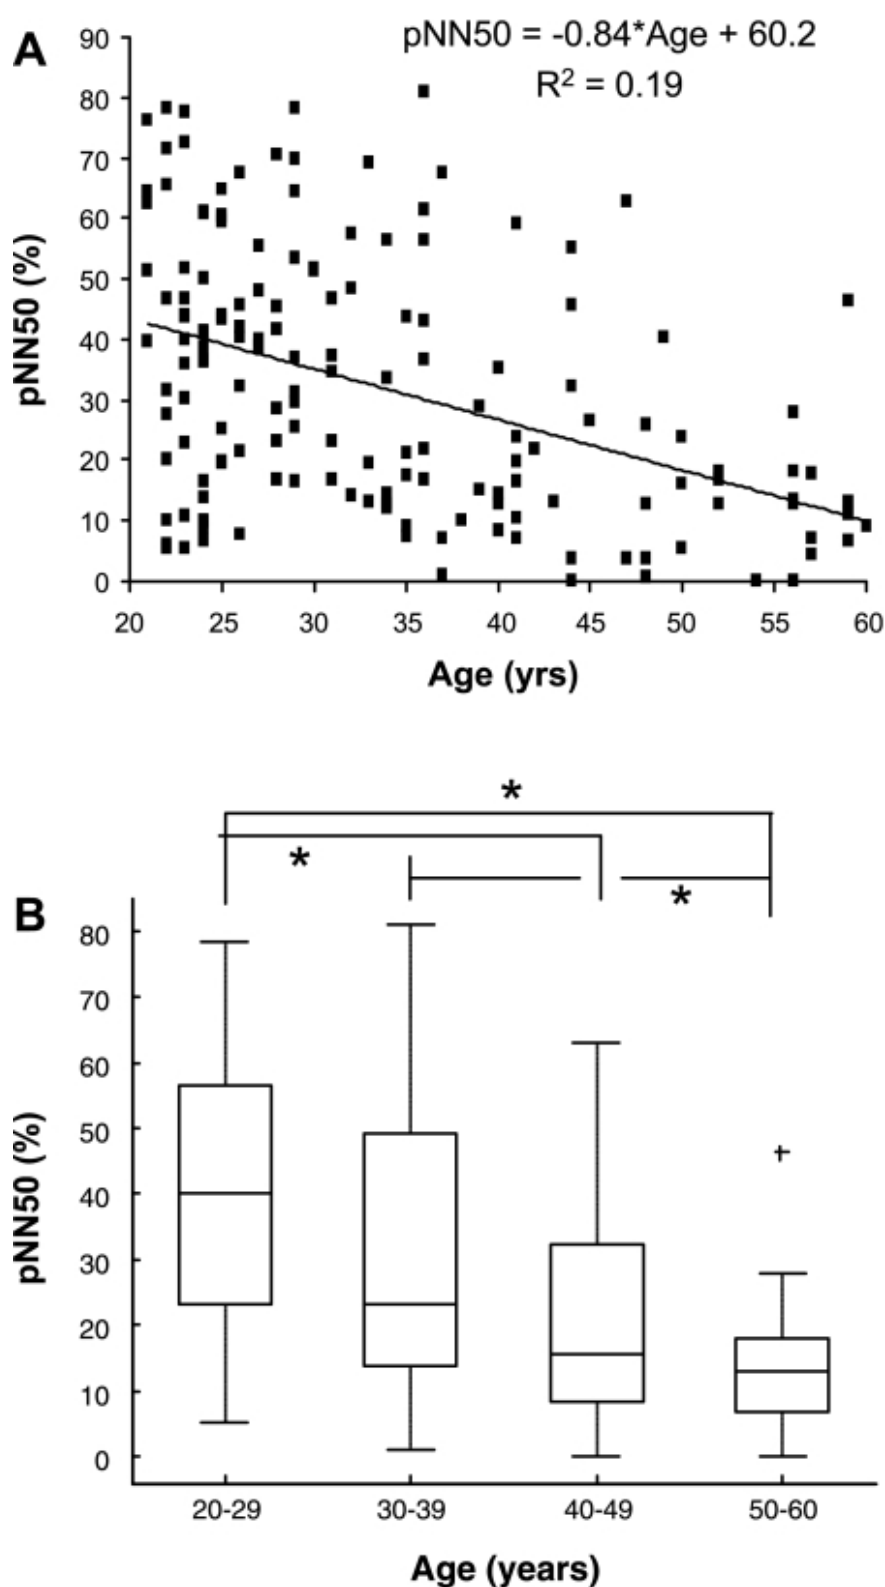 A
pNN50 = -0.84*Age + 60.2
R² = 0.19
90
80
70
60
50
40
30
20
10
0
pNN50 (%)
20 25 30 35 40 45 50 55 60
Age (yrs)
*
*
*
B
80
70
60
50
40
30
20
10
0
pNN50 (%)
20-29 30-39 40-49 50-60
Age (years)